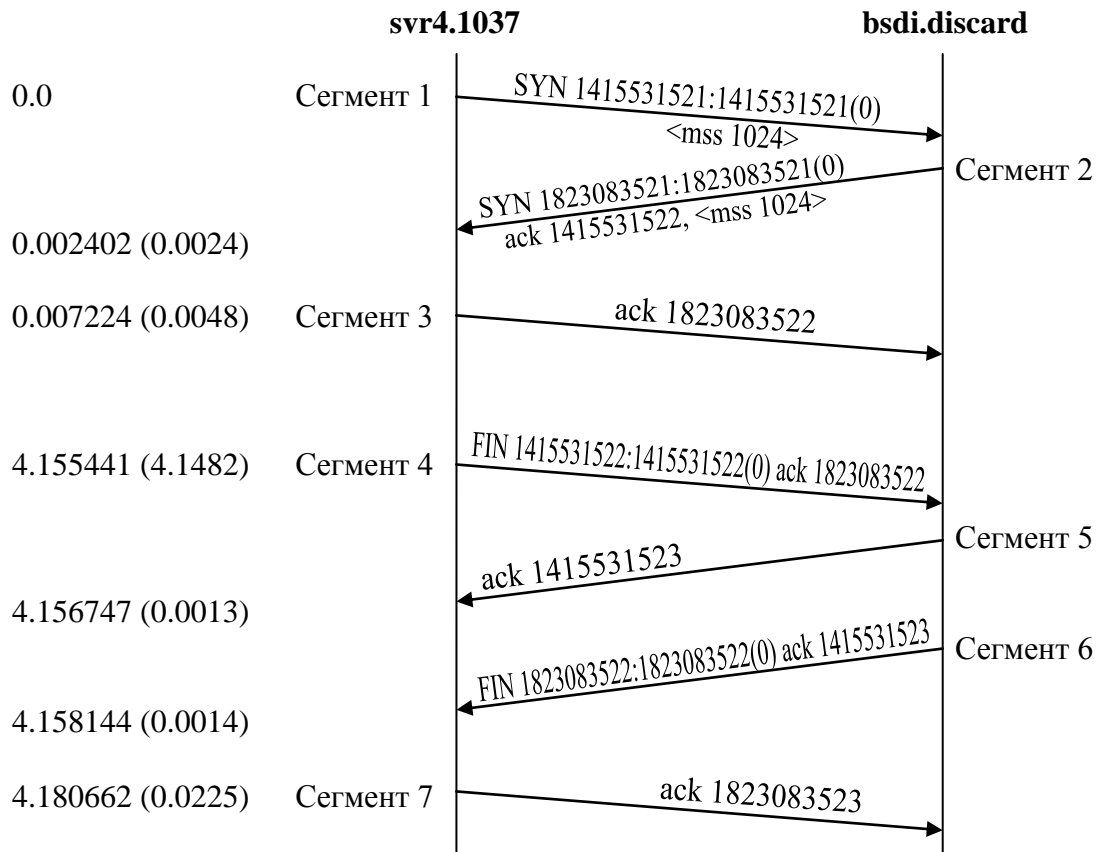 svr4.1037 bsdi.discard
0.0 Сегмент 1 SYN 1415531521:1415531521(0)
<mss 1024>
SYN 1823083521:1823083521(0) Сегмент 2
ack 1415531522, <mss 1024>
0.002402 (0.0024)
0.007224 (0.0048) Сегмент 3 ack 1823083522
4.155441 (4.1482) Сегмент 4 FIN 1415531522:1415531522(0) ack 1823083522
ack 1415531523 Сегмент 5
4.156747 (0.0013)
FIN 1823083522:1823083522(0) ack 1415531523 Сегмент 6
4.158144 (0.0014)
4.180662 (0.0225) Сегмент 7 ack 1823083523